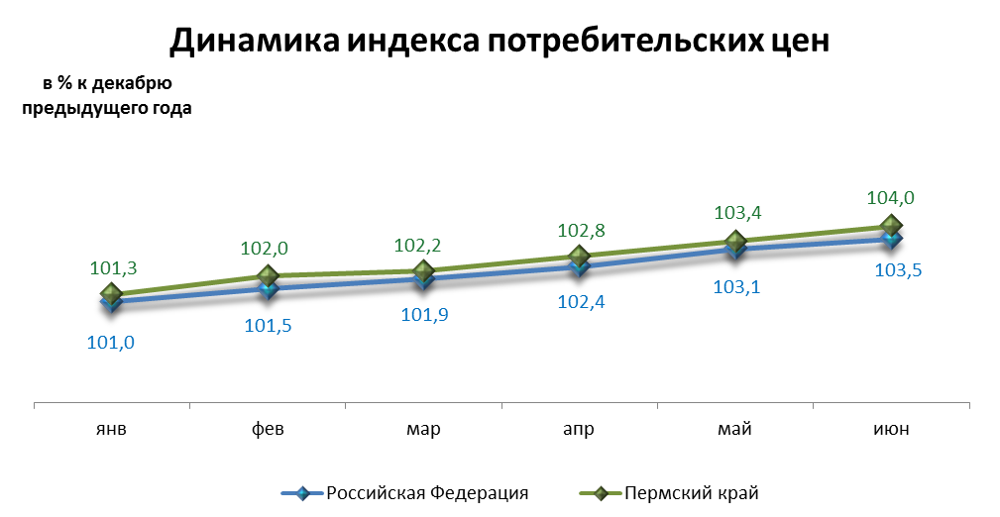 Динамика индекса потребительских цен
в % к декабрю
предыдущего года
101,3
102,0
102,2
102,8
103,4
104,0
101,0
101,5
101,9
102,4
103,1
103,5
янв
фев
мар
апр
май
июн
Российская Федерация
Пермский край